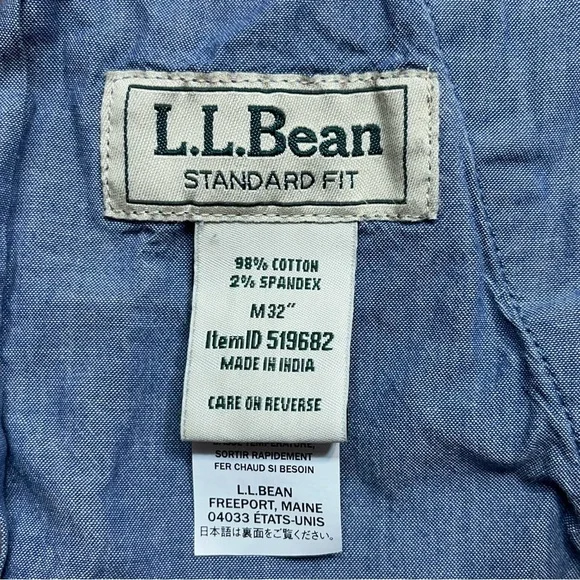 L.L.Bean
STANDARD FIT
98% COTTON
2% SPANDEX
M 32"
ItemID 519682
MADE IN INDIA
CARE ON REVERSE
SORTIR RAPIDEMENT
FER CHAUD SI BESOIN
L.L.BEAN
FREEPORT, MAINE
04033 ÉTATS-UNIS
日本語は裏面をご覧ください。